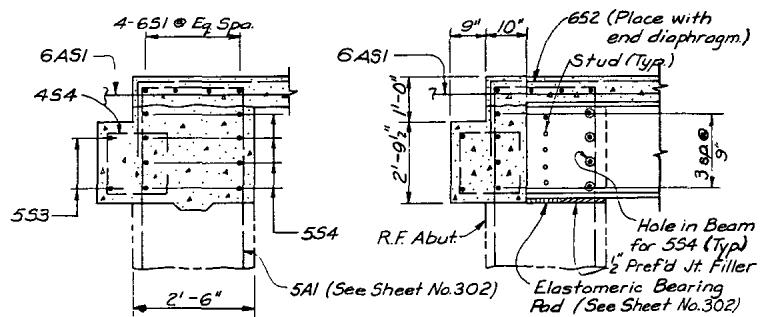 4-6S1 @ Eq Spa.
6AS1
4S4
5S3
5S4
5A1 (See Sheet No.302)
2'-6"
9"
10"
6S2 (Place with
end diaphragm.)
Stud (Typ.)
6AS1
1'-0"
2'-9½"
3 sp. @
9"
R.F. Abut.
Hole in Beam
for 5S4 (Typ)
½" Pref'd Jt. Filler
Elastomeric Bearing
Pad (See Sheet No.302)